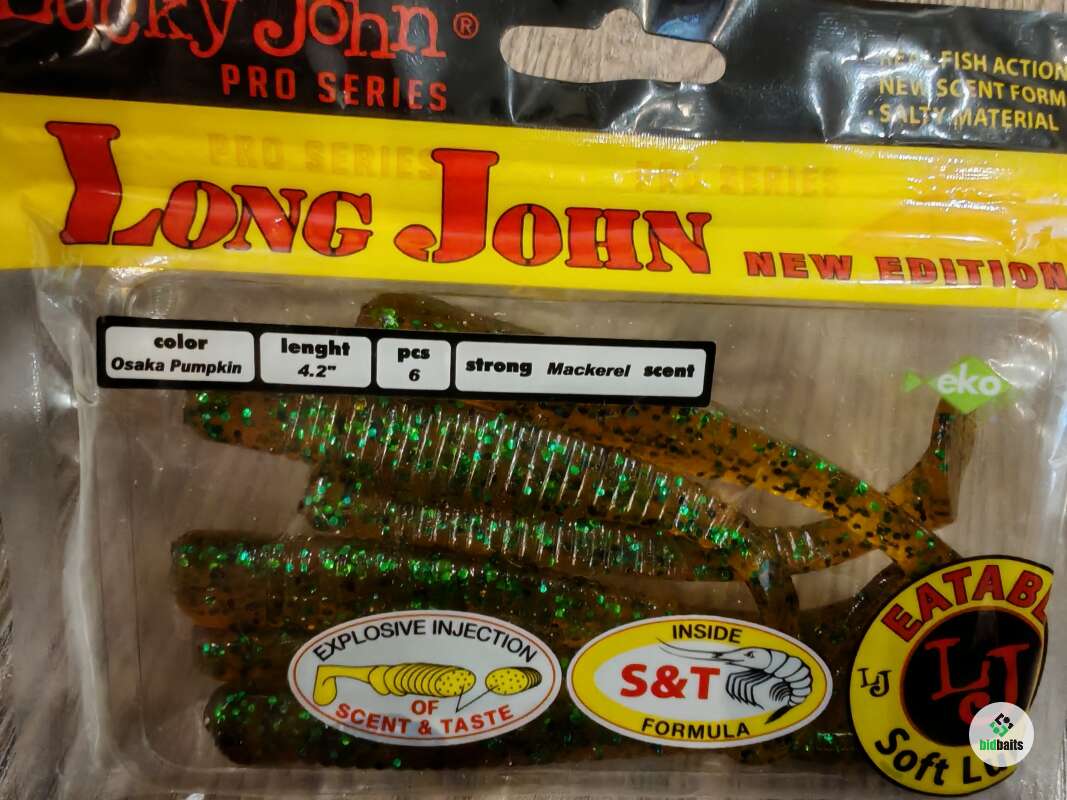 Lucky John®
PRO SERIES
REAL FISH ACTION
NEW SCENT FORM
• SALTY MATERIAL
PRO SERIES
PRO SERIES
LONG JOHN
NEW EDITION
color
Osaka Pumpkin
lenght
4.2"
pcs
6
strong Mackerel scent
eko
EXPLOSIVE INJECTION
OF
SCENT & TASTE
INSIDE
S&T
FORMULA
EATABL
LJ
LJ
Soft Lu
bidbaits